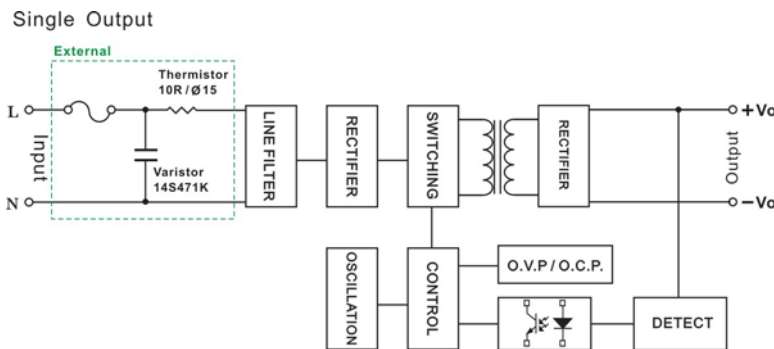 Single Output
External
Thermistor
10R/Ø15
L
Input
N
Varistor
14S471K
LINE FILTER
RECTIFIER
SWITCHING
RECTIFIER
+Vo
Output
−Vo
OSCILLATION
CONTROL
O.V.P / O.C.P.
DETECT